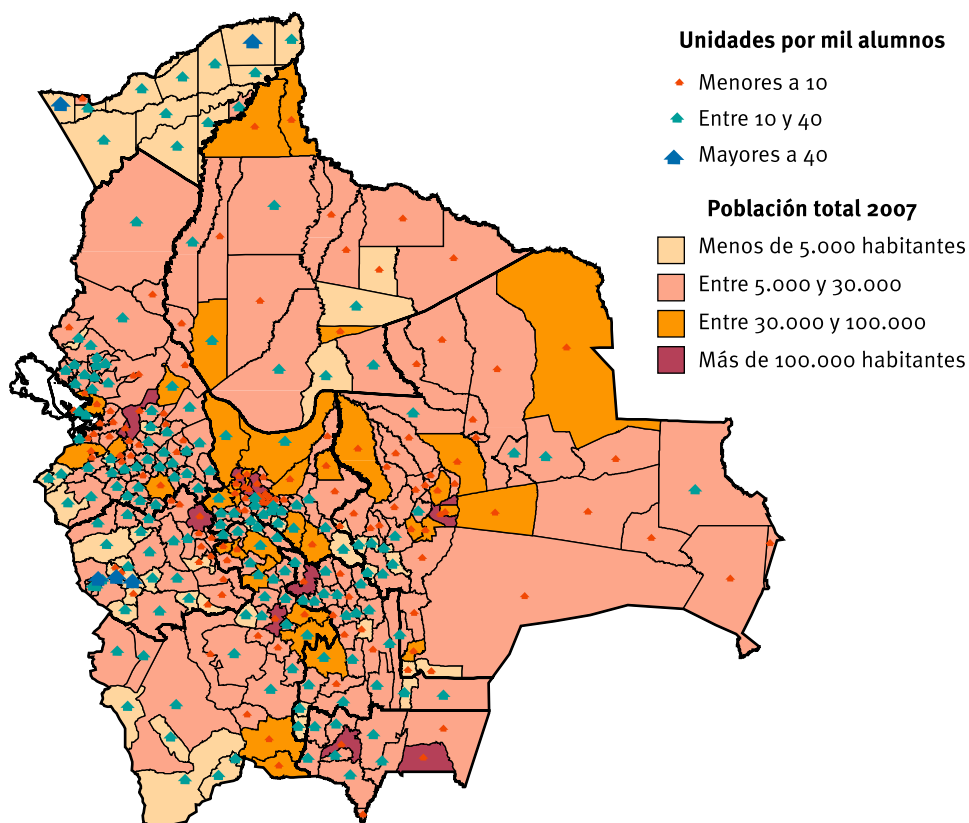 Unidades por mil alumnos
Menores a 10
Entre 10 y 40
Mayores a 40
Población total 2007
Menos de 5.000 habitantes
Entre 5.000 y 30.000
Entre 30.000 y 100.000
Más de 100.000 habitantes